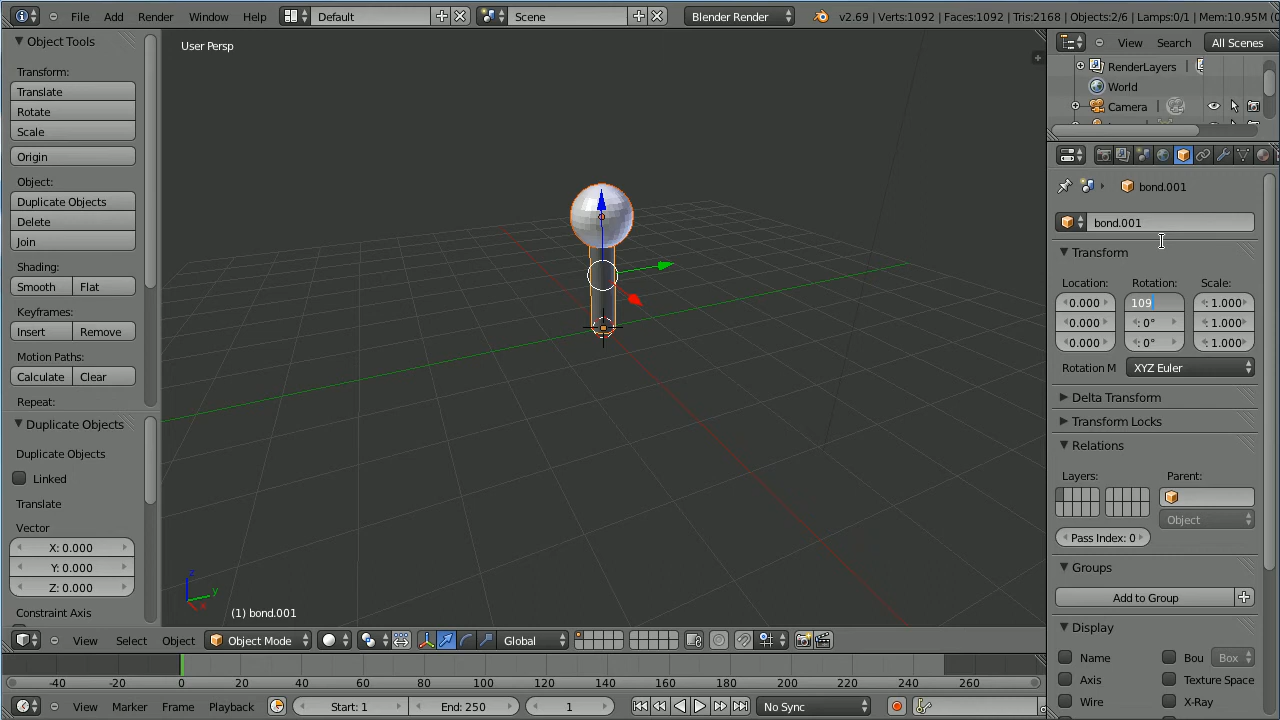 File Add Render Window Help Default Scene Blender Render v2.69 | Verts:1092 | Faces:1092 | Tris:2168 | Objects:2/6 | Lamps:0/1 | Mem:10.95M
Object Tools
Transform:
Translate
Rotate
Scale
Origin
Object:
Duplicate Objects
Delete
Join
Shading:
Smooth Flat
Keyframes:
Insert Remove
Motion Paths:
Calculate Clear
Repeat:
Duplicate Objects
Duplicate Objects
Linked
Translate
Vector
X: 0.000
Y: 0.000
Z: 0.000
Constraint Axis
User Persp
z
y
x
(1) bond.001
View Select Object Object Mode Global
-40 -20 0 20 40 60 80 100 120 140 160 180 200 220 240 260
View Marker Frame Playback Start: 1 End: 250 1 No Sync
View Search All Scenes
RenderLayers |
World
Camera |
bond.001
bond.001
Transform
Location: Rotation: Scale:
0.000 109 : 1.000
0.000 : 0° : 1.000
0.000 : 0° : 1.000
Rotation M XYZ Euler
Delta Transform
Transform Locks
Relations
Layers: Parent:
Object
Pass Index: 0
Groups
Add to Group
Display
Name Bou Box
Axis Texture Space
Wire X-Ray